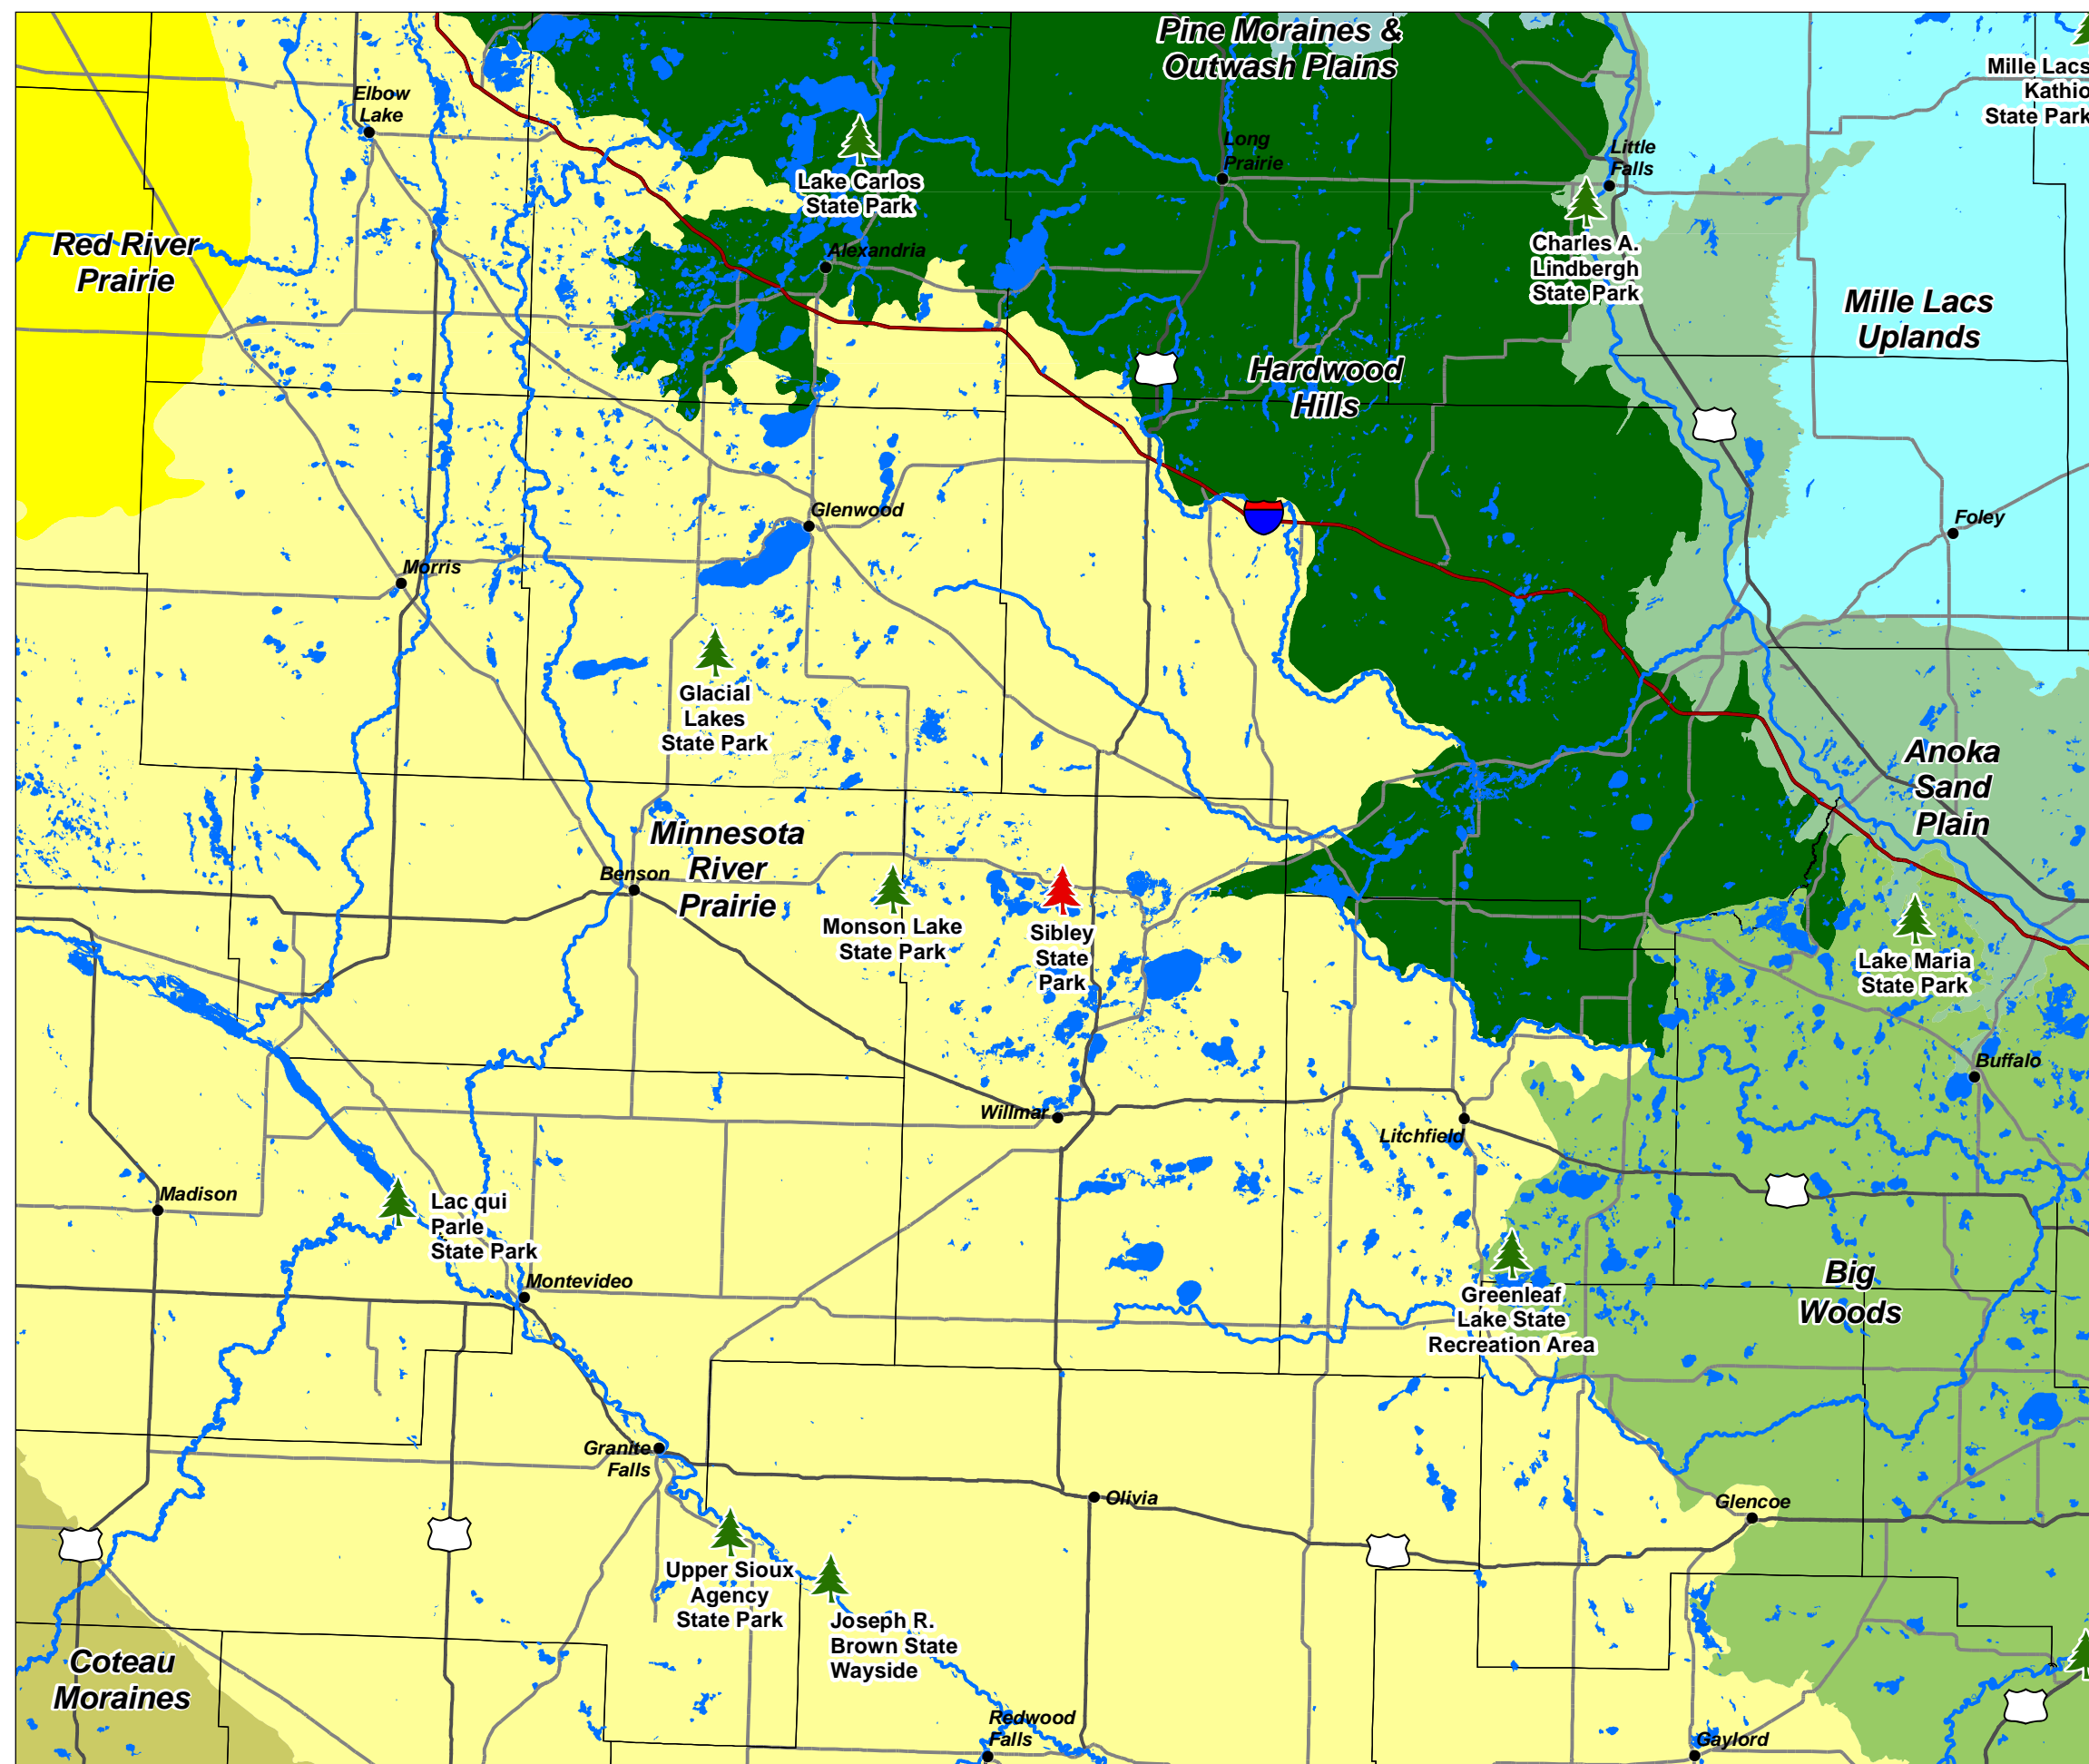 Pine Moraines &
Outwash Plains
Mille Lacs
Kathio
State Park
Elbow
Lake
Long
Prairie
Little
Falls
Lake Carlos
State Park
Red River
Prairie
Alexandria
Charles A.
Lindbergh
State Park
Mille Lacs
Uplands
Hardwood
Hills
Glenwood
Foley
Morris
Glacial
Lakes
State Park
Anoka
Sand
Plain
Minnesota
River
Prairie
Benson
Monson Lake
State Park
Sibley
State
Park
Lake Maria
State Park
Buffalo
Willmar
Litchfield
Madison
Lac qui
Parle
State Park
Montevideo
Greenleaf
Lake State
Recreation Area
Big
Woods
Granite
Falls
Olivia
Glencoe
Upper Sioux
Agency
State Park
Joseph R.
Brown State
Wayside
Coteau
Moraines
Redwood
Falls
Gaylord